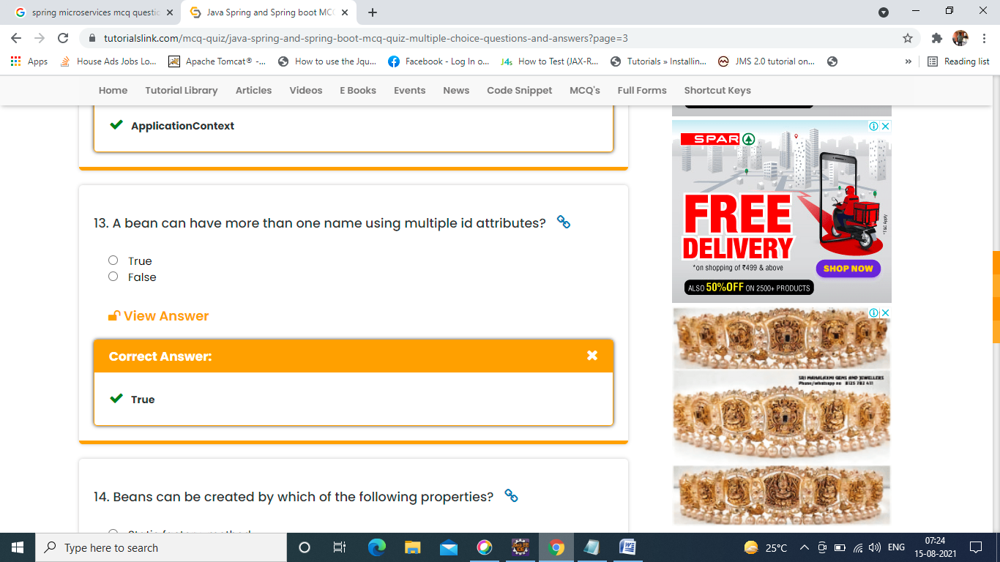 spring microservices mcq questic
Java Spring and Spring boot MC
tutorialslink.com/mcq-quiz/java-spring-and-spring-boot-mcq-quiz-multiple-choice-questions-and-answers?page=3
Apps House Ads Jobs Lo... Apache Tomcat® -... How to use the Jqu... Facebook - Log In o... J4s How to Test (JAX-R... Tutorials » Installin... JMS 2.0 tutorial on... » Reading list
Home Tutorial Library Articles Videos E Books Events News Code Snippet MCQ's Full Forms Shortcut Keys
ApplicationContext
13. A bean can have more than one name using multiple id attributes?
True
False
View Answer
Correct Answer:
True
14. Beans can be created by which of the following properties?
SPAR
FREE
DELIVERY
*on shopping of ₹499 & above
SHOP NOW
ALSO 50%OFF ON 2500+ PRODUCTS
*T&C Apply
SRI MAHALAXMI GEMS AND JEWELLERS
Phone/whatsapp no 8125 782 411
Type here to search
25°C
ENG
07:24
15-08-2021